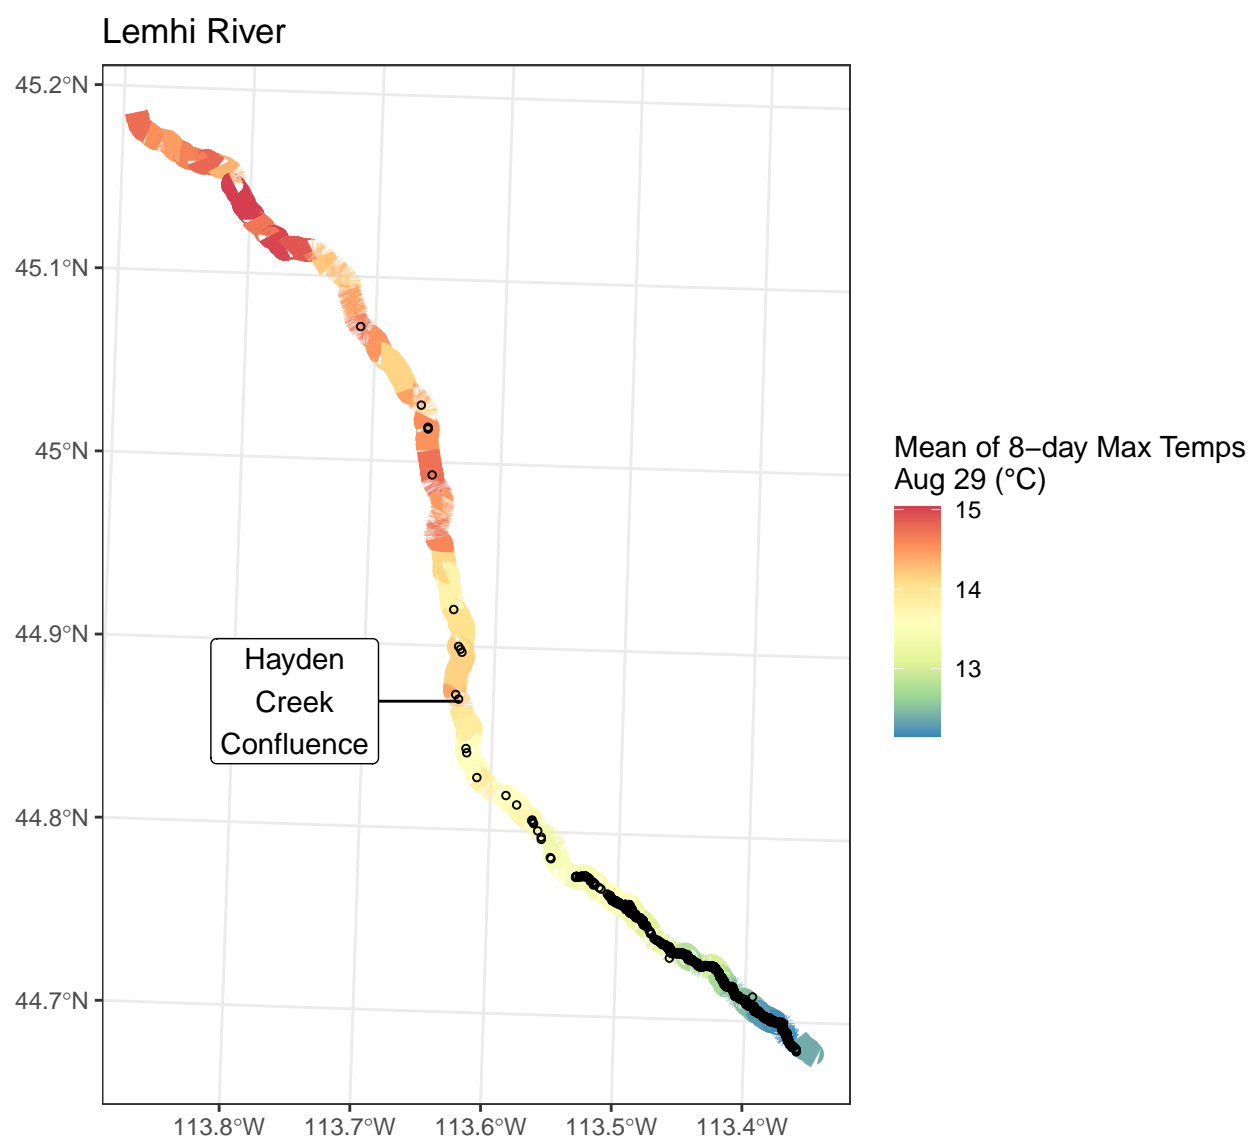 Lemhi River
45.2°N
45.1°N
45°N
44.9°N
44.8°N
44.7°N
Hayden
Creek
Confluence
113.8°W
113.7°W
113.6°W
113.5°W
113.4°W
Mean of 8−day Max Temps
Aug 29 (°C)
15
14
13